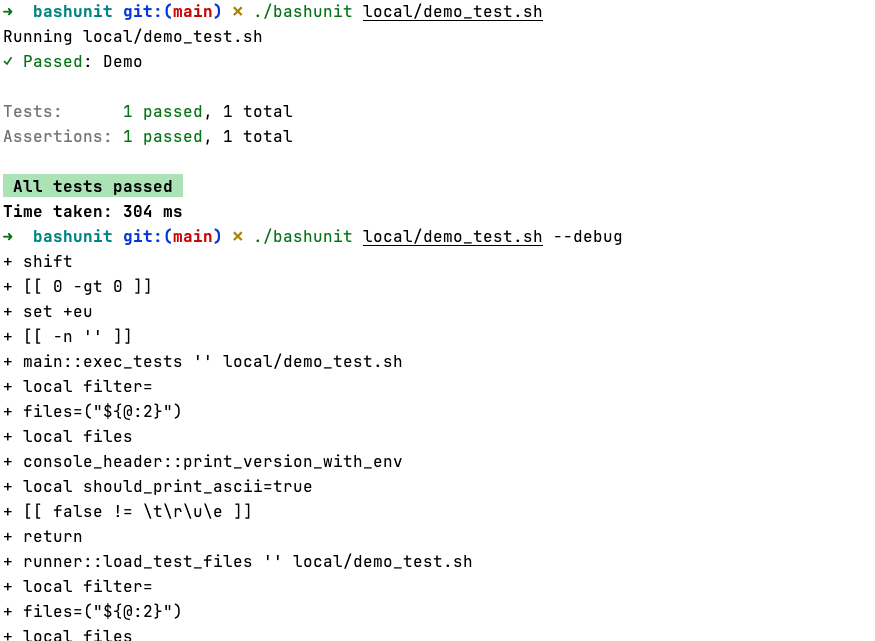 ➜  bashunit git:(main) ✗ ./bashunit local/demo_test.sh
Running local/demo_test.sh
✓ Passed: Demo
Tests:      1 passed, 1 total
Assertions: 1 passed, 1 total
All tests passed
Time taken: 304 ms
➜  bashunit git:(main) ✗ ./bashunit local/demo_test.sh --debug
+ shift
+ [[ 0 -gt 0 ]]
+ set +eu
+ [[ -n '' ]]
+ main::exec_tests '' local/demo_test.sh
+ local filter=
+ files=("${@:2}")
+ local files
+ console_header::print_version_with_env
+ local should_print_ascii=true
+ [[ false != \t\r\u\e ]]
+ return
+ runner::load_test_files '' local/demo_test.sh
+ local filter=
+ files=("${@:2}")
+ local files